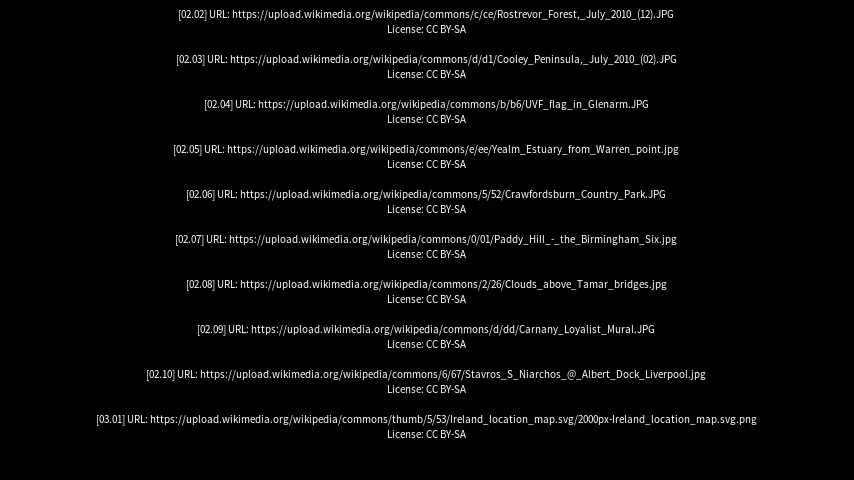 [02.02] URL: https://upload.wikimedia.org/wikipedia/commons/c/ce/Rostrevor_Forest,_July_2010_(12).JPG
License: CC BY-SA
[02.03] URL: https://upload.wikimedia.org/wikipedia/commons/d/d1/Cooley_Peninsula,_July_2010_(02).JPG
License: CC BY-SA
[02.04] URL: https://upload.wikimedia.org/wikipedia/commons/b/b6/UVF_flag_in_Glenarm.JPG
License: CC BY-SA
[02.05] URL: https://upload.wikimedia.org/wikipedia/commons/e/ee/Yealm_Estuary_from_Warren_point.jpg
License: CC BY-SA
[02.06] URL: https://upload.wikimedia.org/wikipedia/commons/5/52/Crawfordsburn_Country_Park.JPG
License: CC BY-SA
[02.07] URL: https://upload.wikimedia.org/wikipedia/commons/0/01/Paddy_Hill_-_the_Birmingham_Six.jpg
License: CC BY-SA
[02.08] URL: https://upload.wikimedia.org/wikipedia/commons/2/26/Clouds_above_Tamar_bridges.jpg
License: CC BY-SA
[02.09] URL: https://upload.wikimedia.org/wikipedia/commons/d/dd/Carnany_Loyalist_Mural.JPG
License: CC BY-SA
[02.10] URL: https://upload.wikimedia.org/wikipedia/commons/6/67/Stavros_S_Niarchos_@_Albert_Dock_Liverpool.jpg
License: CC BY-SA
[03.01] URL: https://upload.wikimedia.org/wikipedia/commons/thumb/5/53/Ireland_location_map.svg/2000px-Ireland_location_map.svg.png
License: CC BY-SA